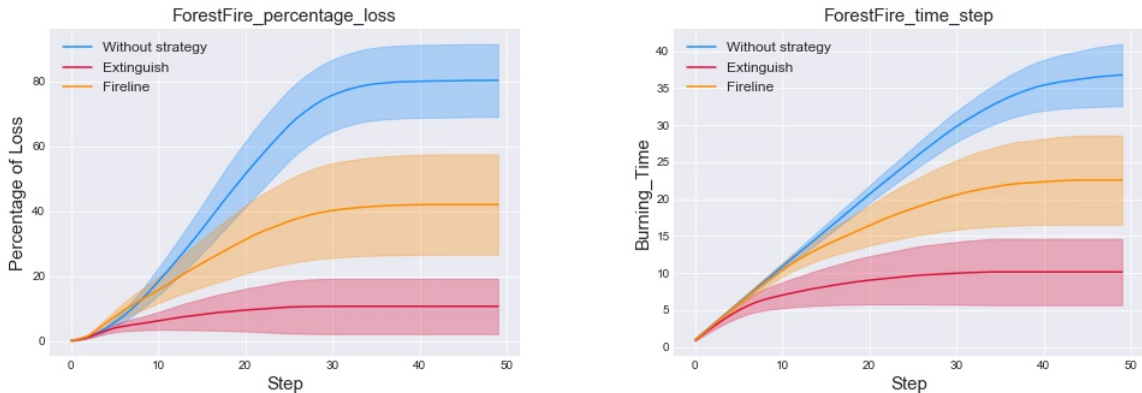 ForestFire_percentage_loss
Without strategy
Extinguish
Fireline
Percentage of Loss
80
60
40
20
0
0 10 20 30 40 50
Step
ForestFire_time_step
Without strategy
Extinguish
Fireline
Burning_Time
40
35
30
25
20
15
10
5
0
0 10 20 30 40 50
Step